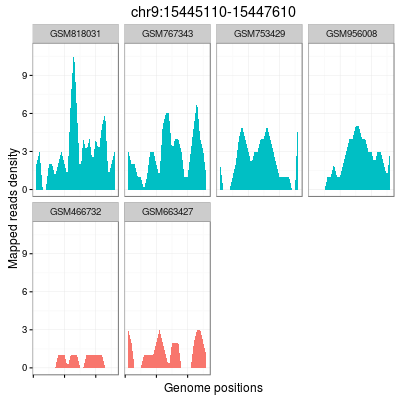 chr9:15445110-15447610
GSM818031 GSM767343 GSM753429 GSM956008
9
6
3
0
GSM466732 GSM663427
9
6
3
0
Mapped reads density
Genome positions